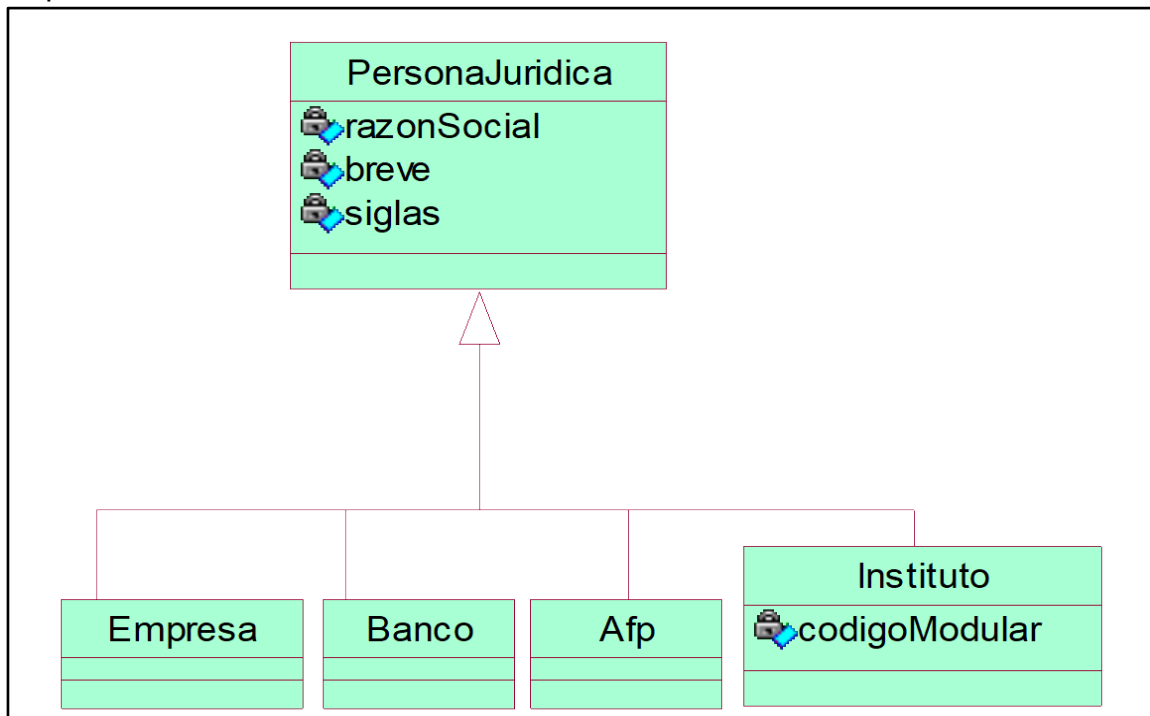 PersonaJuridica
razonSocial
breve
siglas
Empresa
Banco
Afp
Instituto
codigoModular